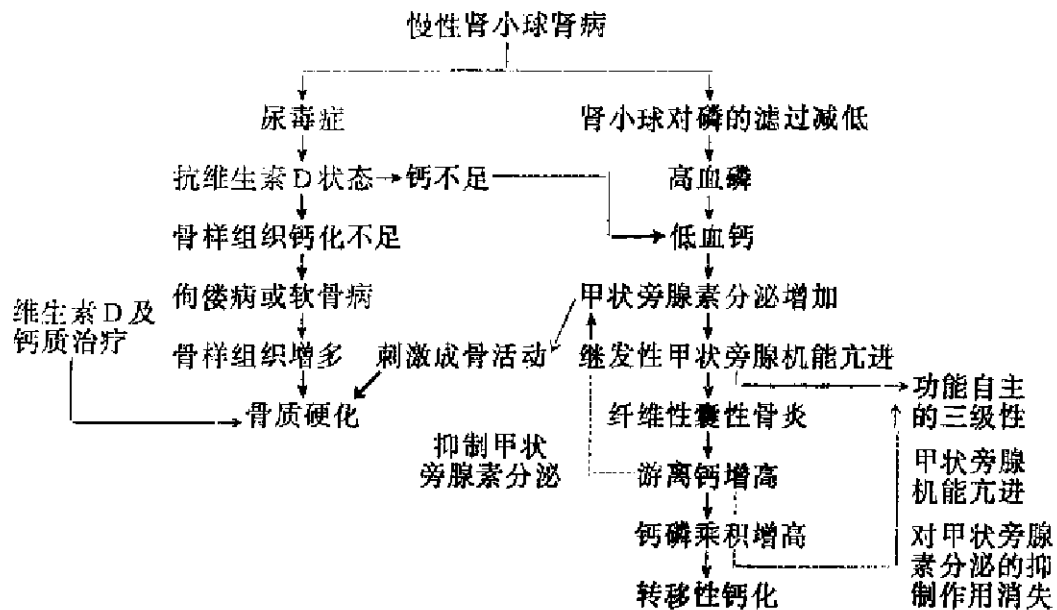 慢性肾小球肾病
尿毒症
肾小球对磷的滤过减低
抗维生素D状态→钙不足
高血磷
骨样组织钙化不足
低血钙
佝偻病或软骨病
甲状旁腺素分泌增加
维生素D及
钙质治疗
骨样组织增多
刺激成骨活动
继发性甲状旁腺机能亢进
骨质硬化
纤维性囊性骨炎
功能自主
的三级性
甲状旁腺
机能亢进
抑制甲状
旁腺素分泌
游离钙增高
钙磷乘积增高
对甲状旁腺
素分泌的抑
制作用消失
转移性钙化